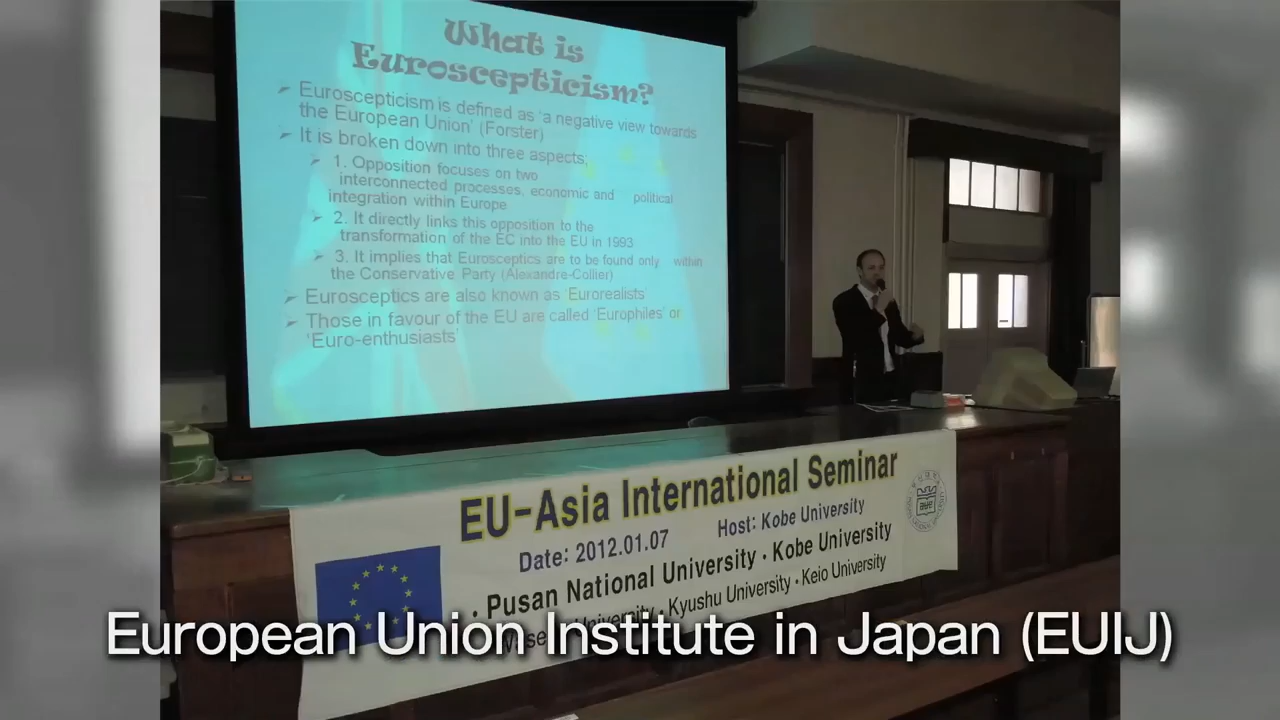 What is
Euroscepticism?
Euroscepticism is defined as 'a negative view towards
the European Union' (Forster)
It is broken down into three aspects;
1. Opposition focuses on two
interconnected processes, economic and political
integration within Europe
2. It directly links this opposition to the
transformation of the EC into the EU in 1993
3. It implies that Eurosceptics are to be found only within
the Conservative Party (Alexandre-Collier)
Eurosceptics are also known as 'Eurorealists'
Those in favour of the EU are called 'Europhiles' or
'Euro-enthusiasts'
EU-Asia International Seminar
Date: 2012.01.07 Host: Kobe University
· Pusan National University · Kobe University
University · Kyushu University · Keio University
European Union Institute in Japan (EUIJ)